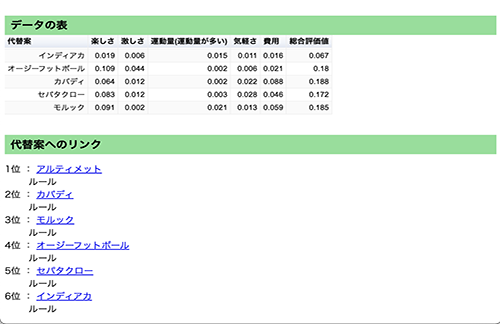 データの表
代替案 楽しさ 激しさ 運動量(運動量が多い) 気軽さ 費用 総合評価値
インディアカ 0.019 0.006 0.015 0.011 0.016 0.067
オージーフットボール 0.109 0.044 0.002 0.006 0.021 0.18
カバディ 0.064 0.012 0.002 0.022 0.088 0.188
セパタクロー 0.083 0.012 0.003 0.028 0.046 0.172
モルック 0.091 0.002 0.021 0.013 0.059 0.185
代替案へのリンク
1位 : アルティメット
ルール
2位 : カバディ
ルール
3位 : モルック
ルール
4位 : オージーフットボール
ルール
5位 : セパタクロー
ルール
6位 : インディアカ
ルール